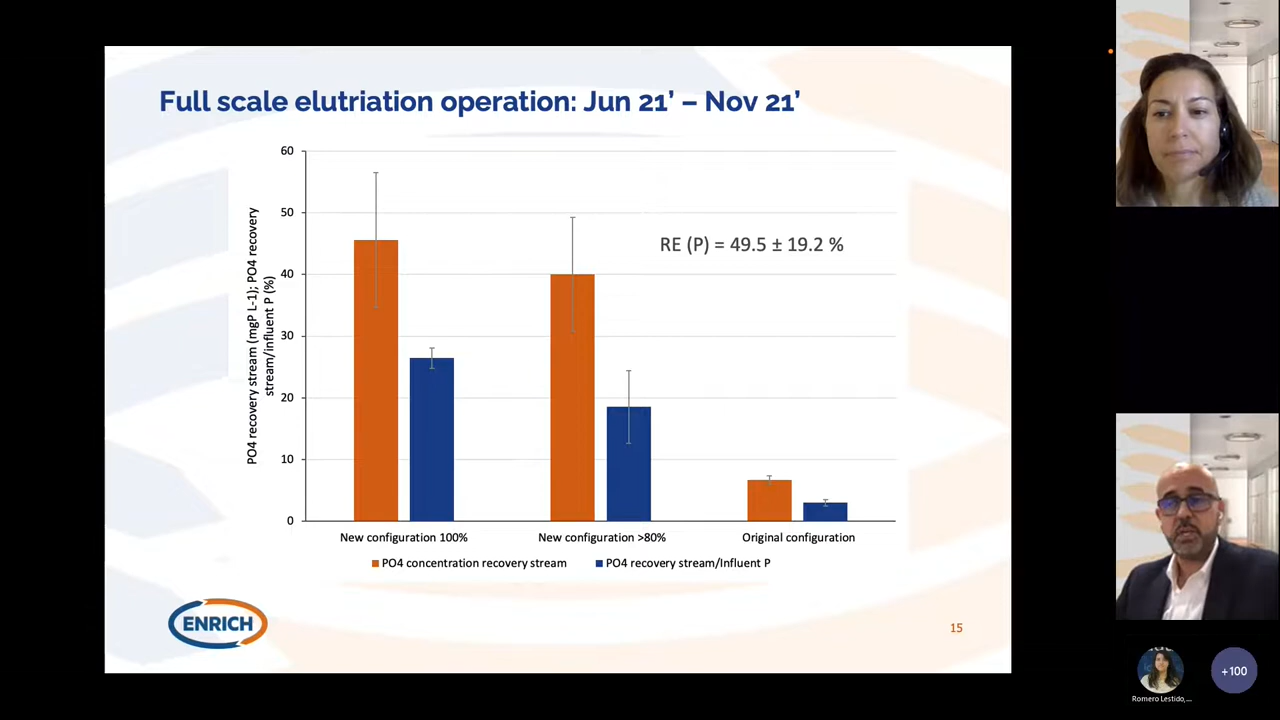 Full scale elutriation operation: Jun 21’ – Nov 21’
60
50
40
30
20
10
0
PO4 recovery stream (mgP L-1); PO4 recovery
stream/influent P (%)
RE (P) = 49.5 ± 19.2 %
New configuration 100%
New configuration >80%
Original configuration
PO4 concentration recovery stream
PO4 recovery stream/Influent P
ENRICH
15
+100
Romero Lestido,...